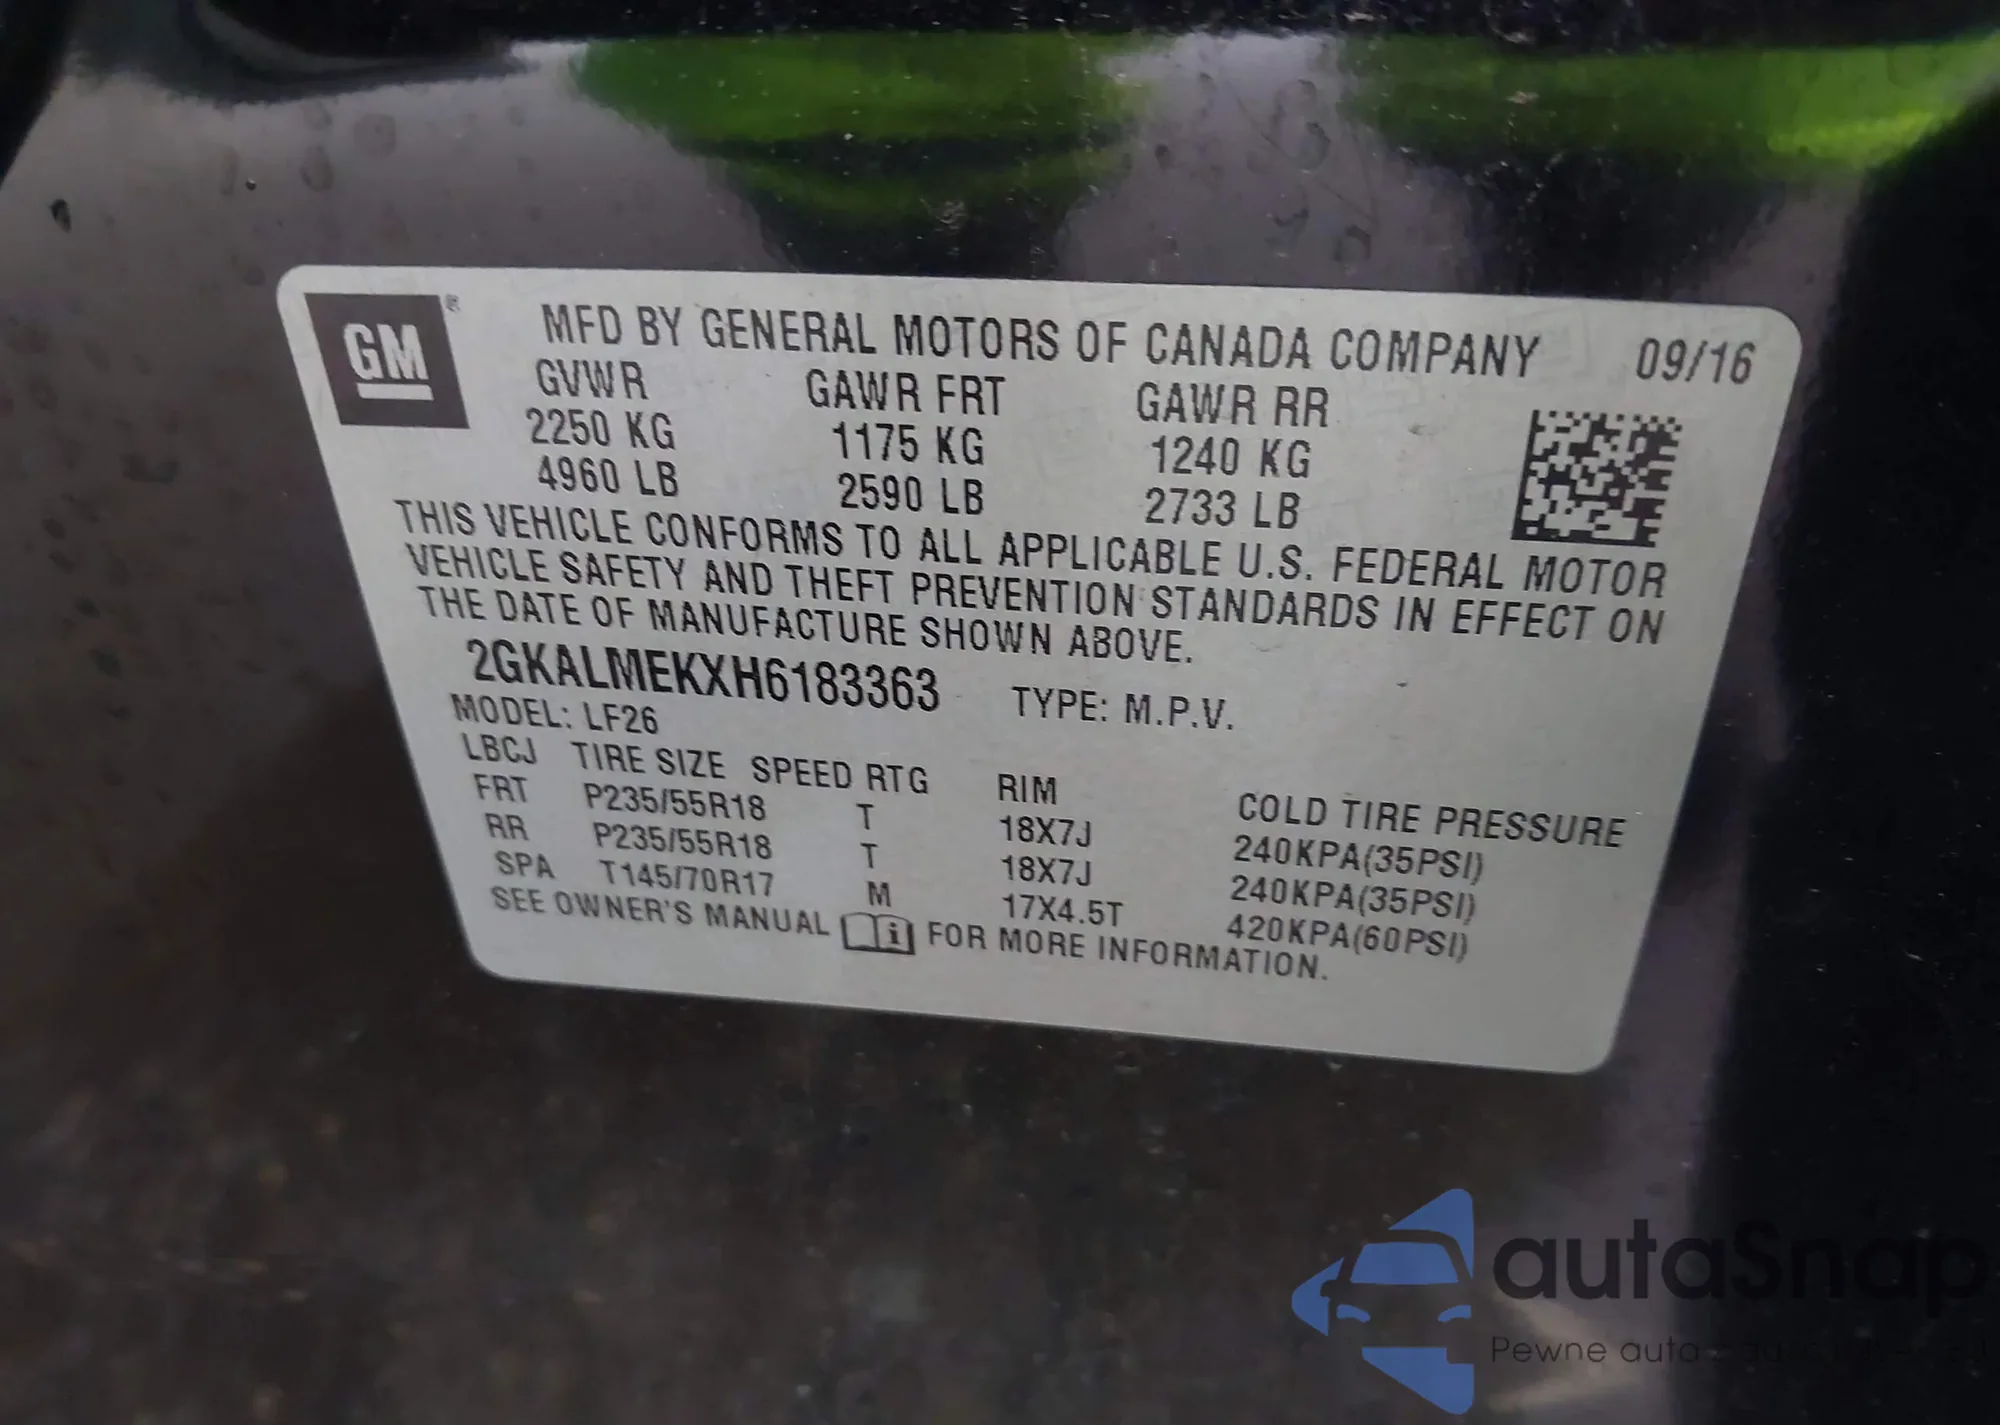 GM ®
MFD BY GENERAL MOTORS OF CANADA COMPANY 09/16
GVWR GAWR FRT GAWR RR
2250 KG 1175 KG 1240 KG
4960 LB 2590 LB 2733 LB
THIS VEHICLE CONFORMS TO ALL APPLICABLE U.S. FEDERAL MOTOR
VEHICLE SAFETY AND THEFT PREVENTION STANDARDS IN EFFECT ON
THE DATE OF MANUFACTURE SHOWN ABOVE.
2GKALMEKXH6183363 TYPE: M.P.V.
MODEL: LF26
LBCJ TIRE SIZE SPEED RTG RIM COLD TIRE PRESSURE
FRT P235/55R18 T 18X7J 240KPA(35PSI)
RR P235/55R18 T 18X7J 240KPA(35PSI)
SPA T145/70R17 M 17X4.5T 420KPA(60PSI)
SEE OWNER'S MANUAL i FOR MORE INFORMATION.
autaSnap
Pewne auta